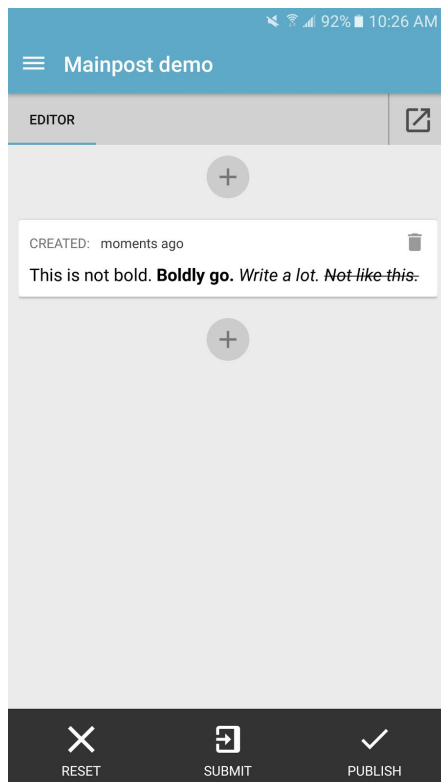 92% 10:26 AM
Mainpost demo
EDITOR
CREATED: moments ago
This is not bold. Boldly go. Write a lot. Not like this.
RESET SUBMIT PUBLISH